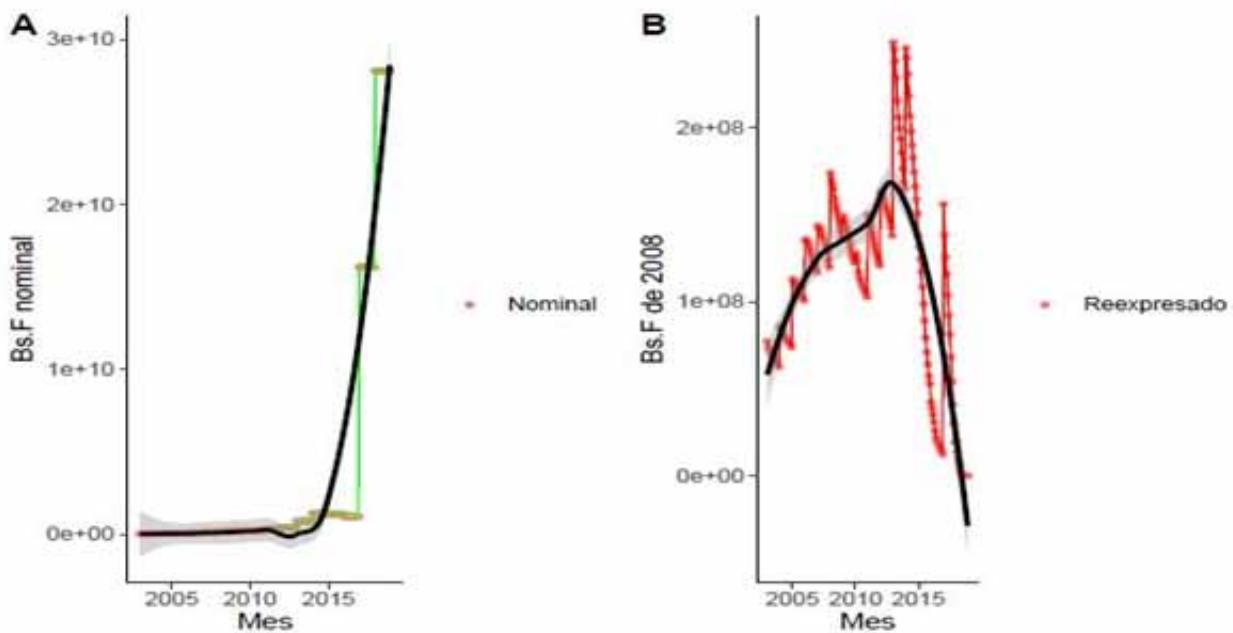 A
3e+10
2e+10
1e+10
0e+00
Bs.F nominal
2005 2010 2015
Mes
Nominal
B
2e+08
1e+08
0e+00
Bs.F de 2008
2005 2010 2015
Mes
Reexpresado